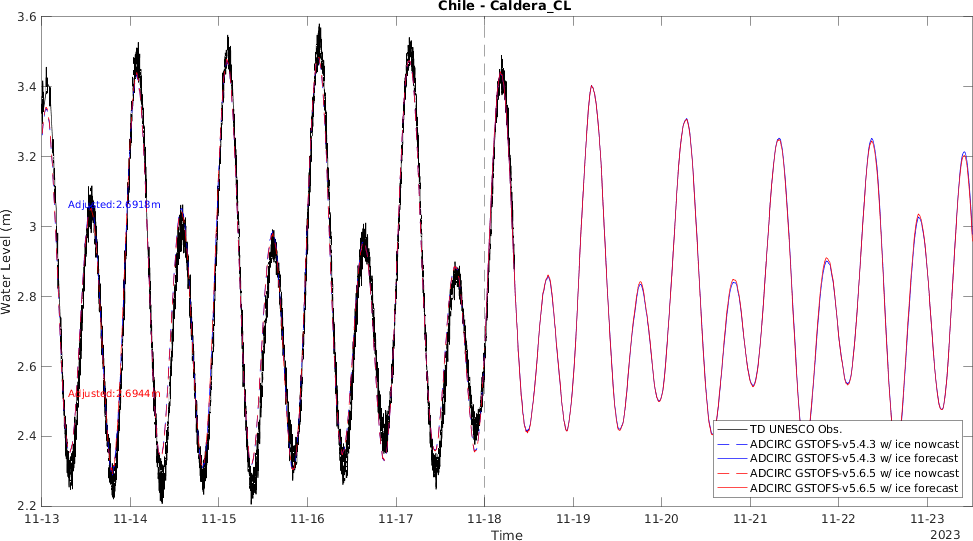 Chile - Caldera_CL
3.6
3.4
3.2
3
2.8
2.6
2.4
2.2
Water Level (m)
Adjusted:2.6918m
Adjusted:2.6944m
TD UNESCO Obs.
ADCIRC GSTOFS-v5.4.3 w/ ice nowcast
ADCIRC GSTOFS-v5.4.3 w/ ice forecast
ADCIRC GSTOFS-v5.6.5 w/ ice nowcast
ADCIRC GSTOFS-v5.6.5 w/ ice forecast
11-13 11-14 11-15 11-16 11-17 11-18 11-19 11-20 11-21 11-22 11-23
Time
2023